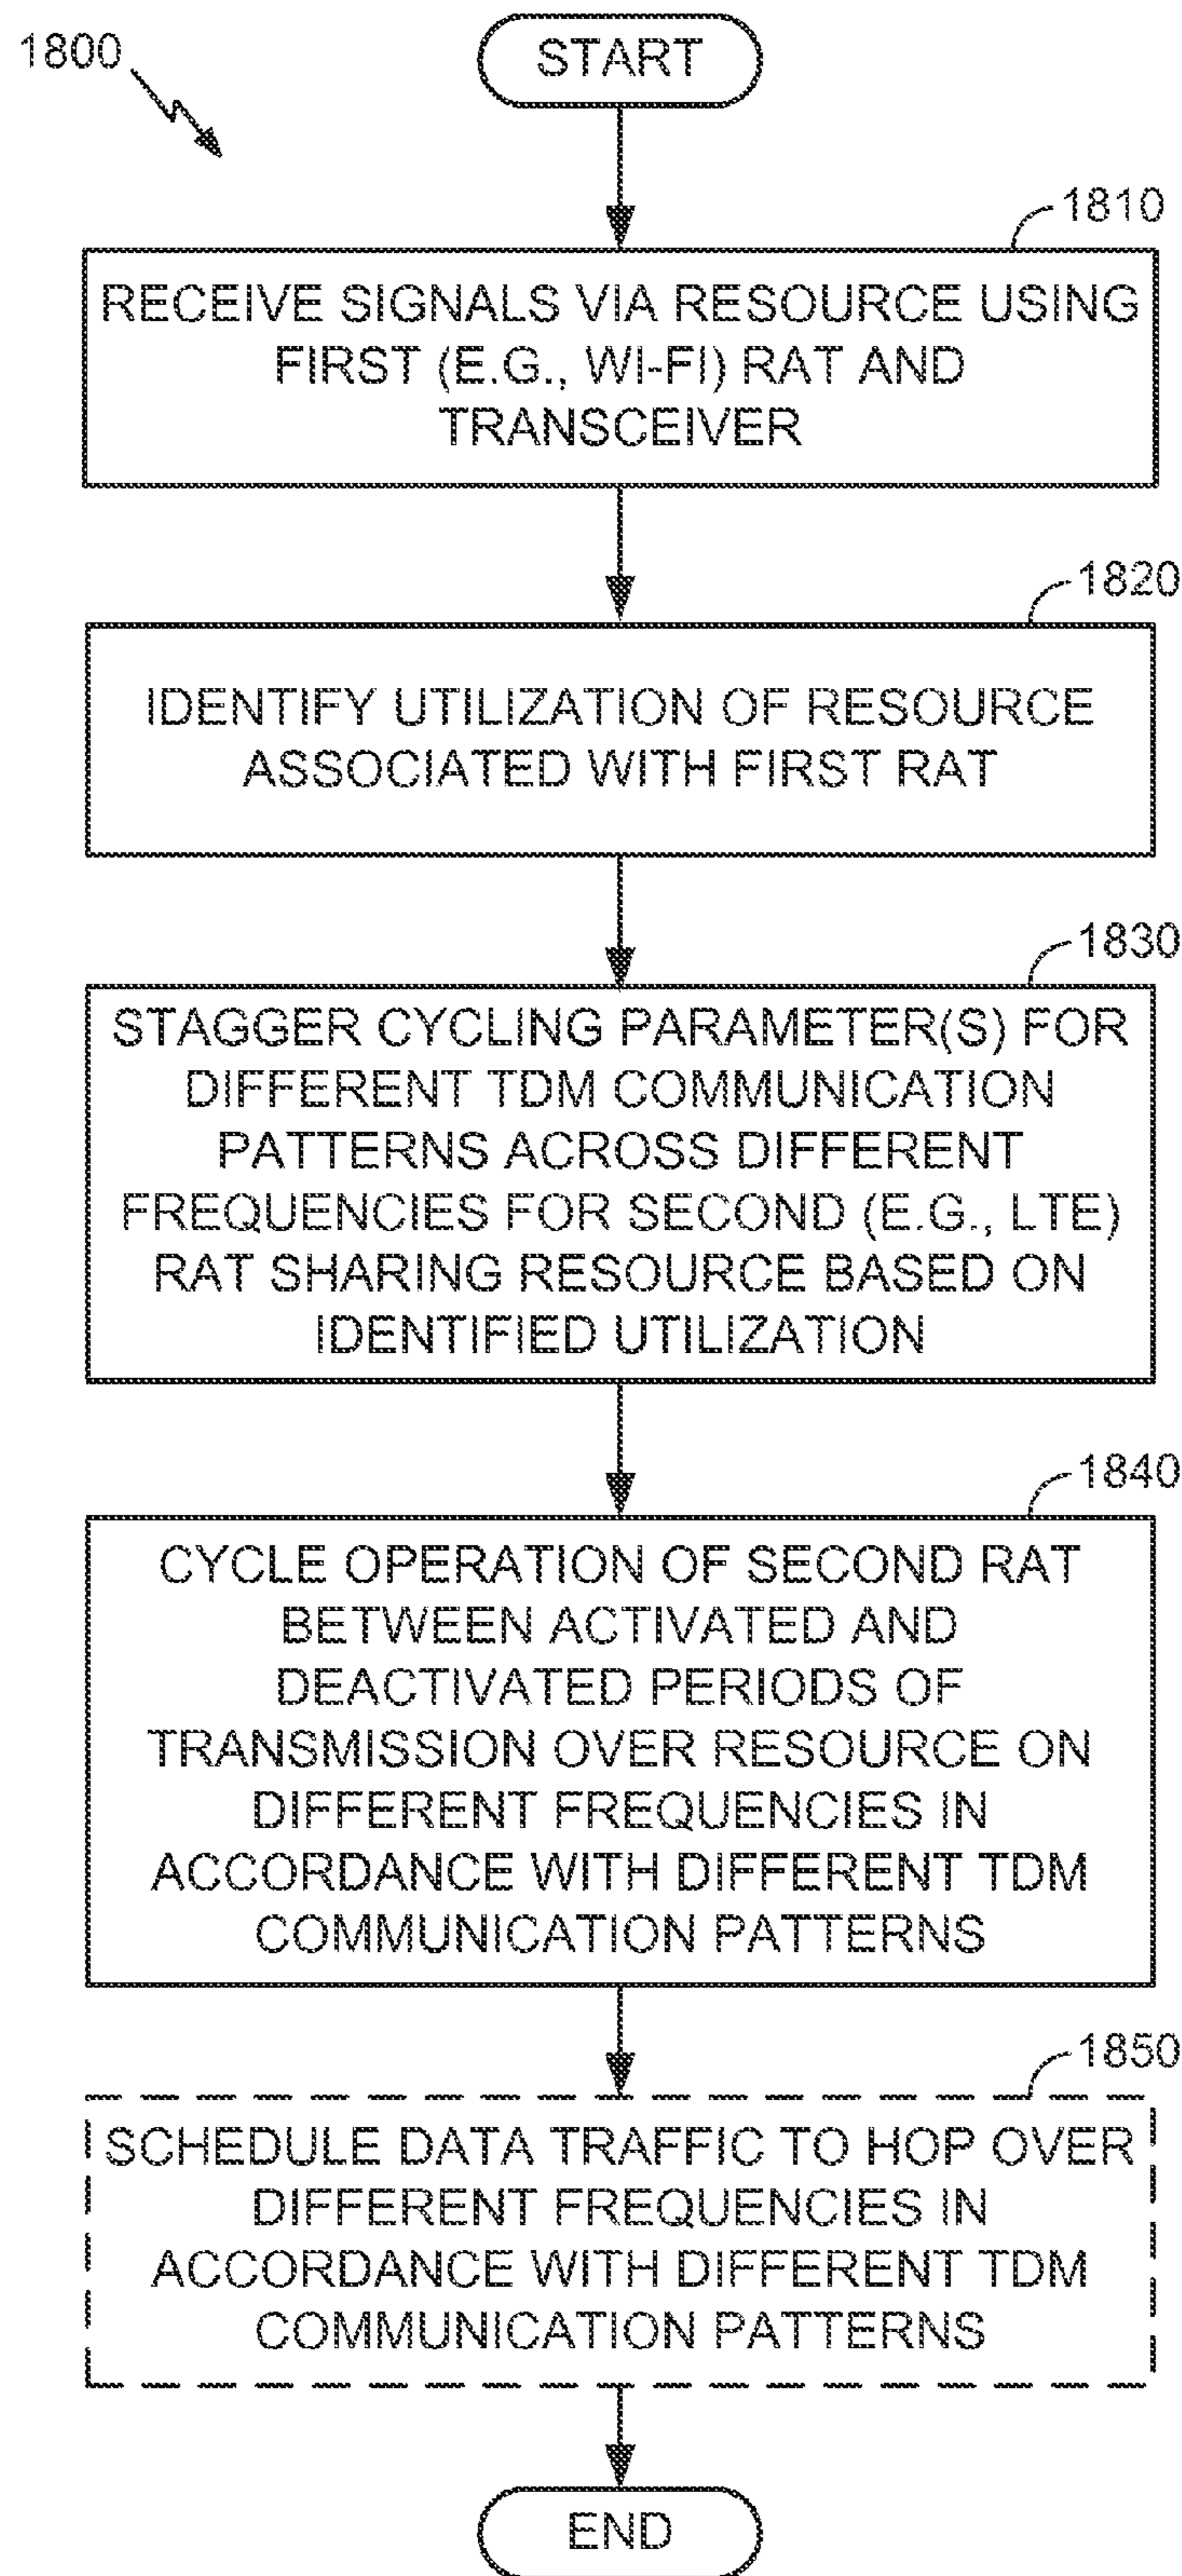 1800
START
1810
RECEIVE SIGNALS VIA RESOURCE USING
FIRST (E.G., WI-FI) RAT AND
TRANSCEIVER
1820
IDENTIFY UTILIZATION OF RESOURCE
ASSOCIATED WITH FIRST RAT
1830
STAGGER CYCLING PARAMETER(S) FOR
DIFFERENT TDM COMMUNICATION
PATTERNS ACROSS DIFFERENT
FREQUENCIES FOR SECOND (E.G., LTE)
RAT SHARING RESOURCE BASED ON
IDENTIFIED UTILIZATION
1840
CYCLE OPERATION OF SECOND RAT
BETWEEN ACTIVATED AND
DEACTIVATED PERIODS OF
TRANSMISSION OVER RESOURCE ON
DIFFERENT FREQUENCIES IN
ACCORDANCE WITH DIFFERENT TDM
COMMUNICATION PATTERNS
1850
SCHEDULE DATA TRAFFIC TO HOP OVER
DIFFERENT FREQUENCIES IN
ACCORDANCE WITH DIFFERENT TDM
COMMUNICATION PATTERNS
END